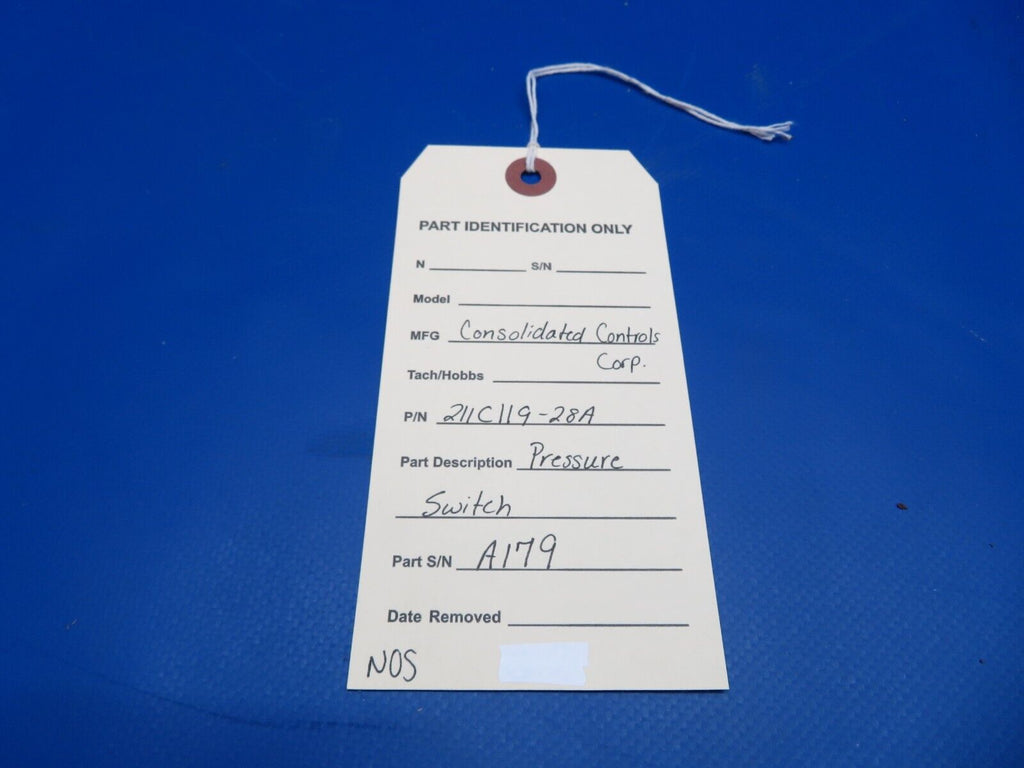 PART IDENTIFICATION ONLY
N S/N
Model
MFG Consolidated Controls
Corp.
Tach/Hobbs
P/N 211C119-28A
Part Description Pressure
Switch
Part S/N A179
Date Removed
NOS